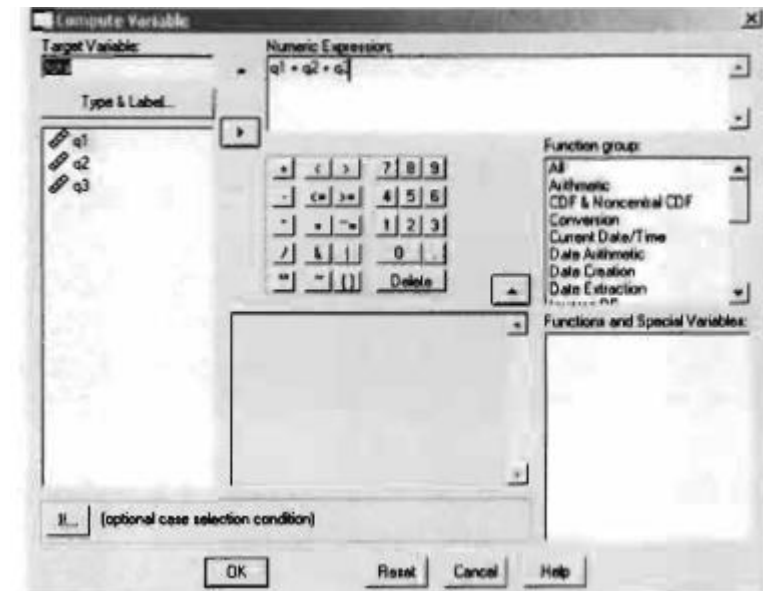 Compute Variable
Target Variable:
Numeric Expression:
=
q1 + q2 + q3
Type & Label...
q1
q2
q3
Function group:
All
Arithmetic
CDF & Noncentral CDF
Conversion
Current Date/Time
Date Arithmetic
Date Creation
Date Extraction
+ < > 7 8 9
- <= >= 4 5 6
* = ~= 1 2 3
/ & | 0 .
** ~ () Delete
Functions and Special Variables:
If... (optional case selection condition)
OK Reset Cancel Help